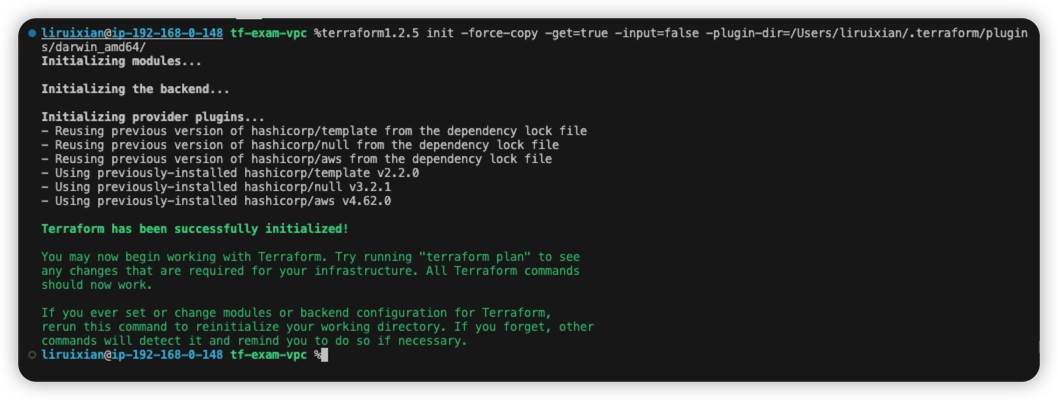 liruixian@ip-192-168-0-148 tf-exam-vpc %terraform1.2.5 init -force-copy -get=true -input=false -plugin-dir=/Users/liruixian/.terraform/plugin
s/darwin_amd64/
Initializing modules...
Initializing the backend...
Initializing provider plugins...
- Reusing previous version of hashicorp/template from the dependency lock file
- Reusing previous version of hashicorp/null from the dependency lock file
- Reusing previous version of hashicorp/aws from the dependency lock file
- Using previously-installed hashicorp/template v2.2.0
- Using previously-installed hashicorp/null v3.2.1
- Using previously-installed hashicorp/aws v4.62.0
Terraform has been successfully initialized!
You may now begin working with Terraform. Try running "terraform plan" to see
any changes that are required for your infrastructure. All Terraform commands
should now work.
If you ever set or change modules or backend configuration for Terraform,
rerun this command to reinitialize your working directory. If you forget, other
commands will detect it and remind you to do so if necessary.
liruixian@ip-192-168-0-148 tf-exam-vpc %